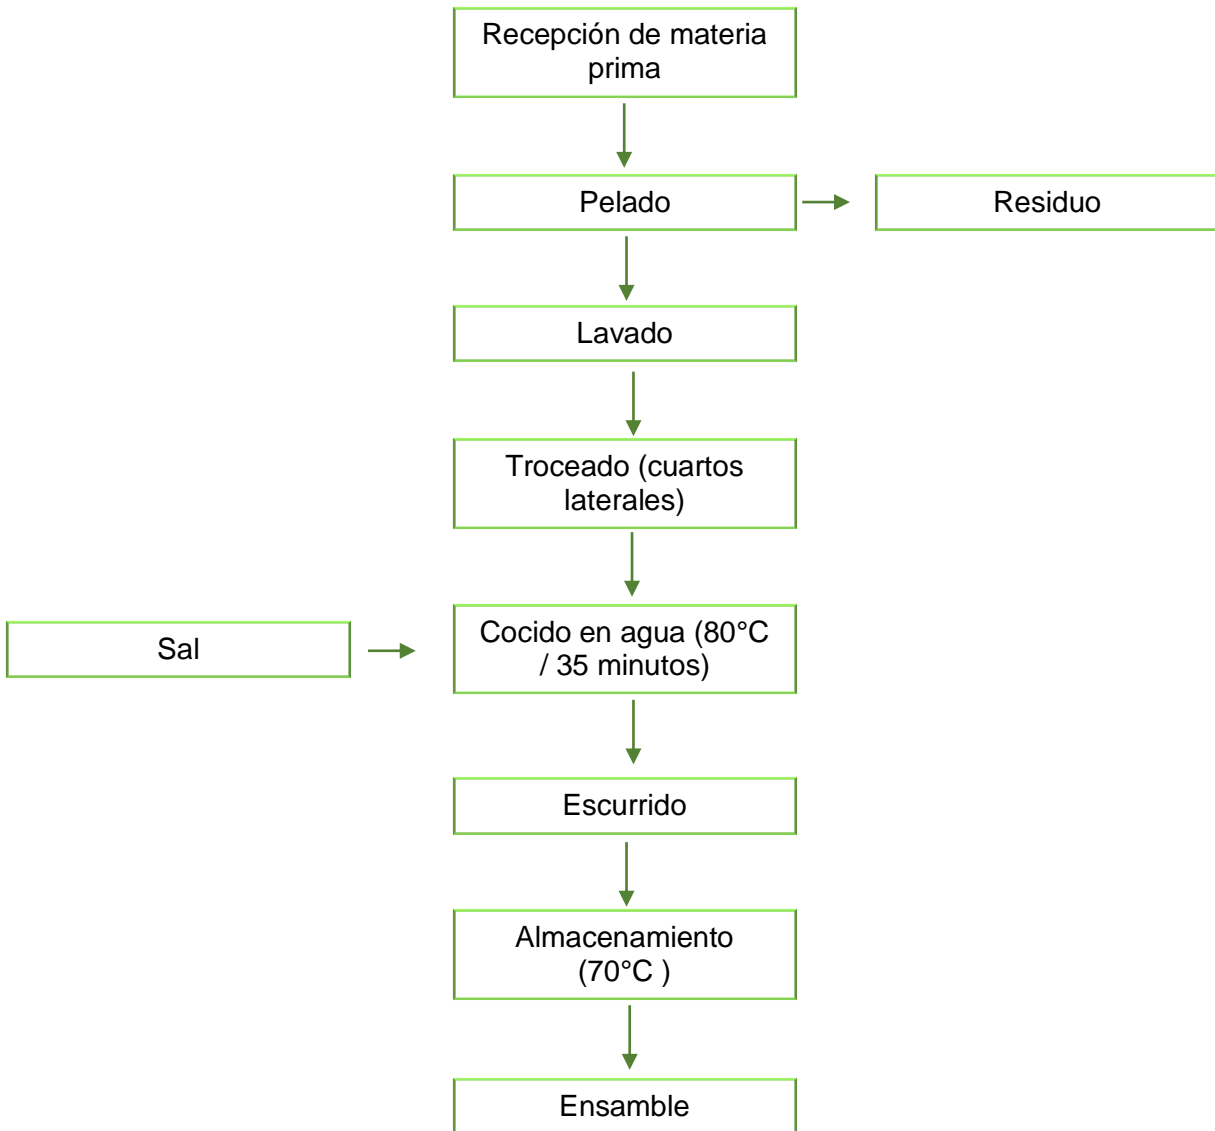 Recepción de materia
prima
Pelado
Residuo
Lavado
Troceado (cuartos
laterales)
Sal
Cocido en agua (80°C
/ 35 minutos)
Escurrido
Almacenamiento
(70°C )
Ensamble